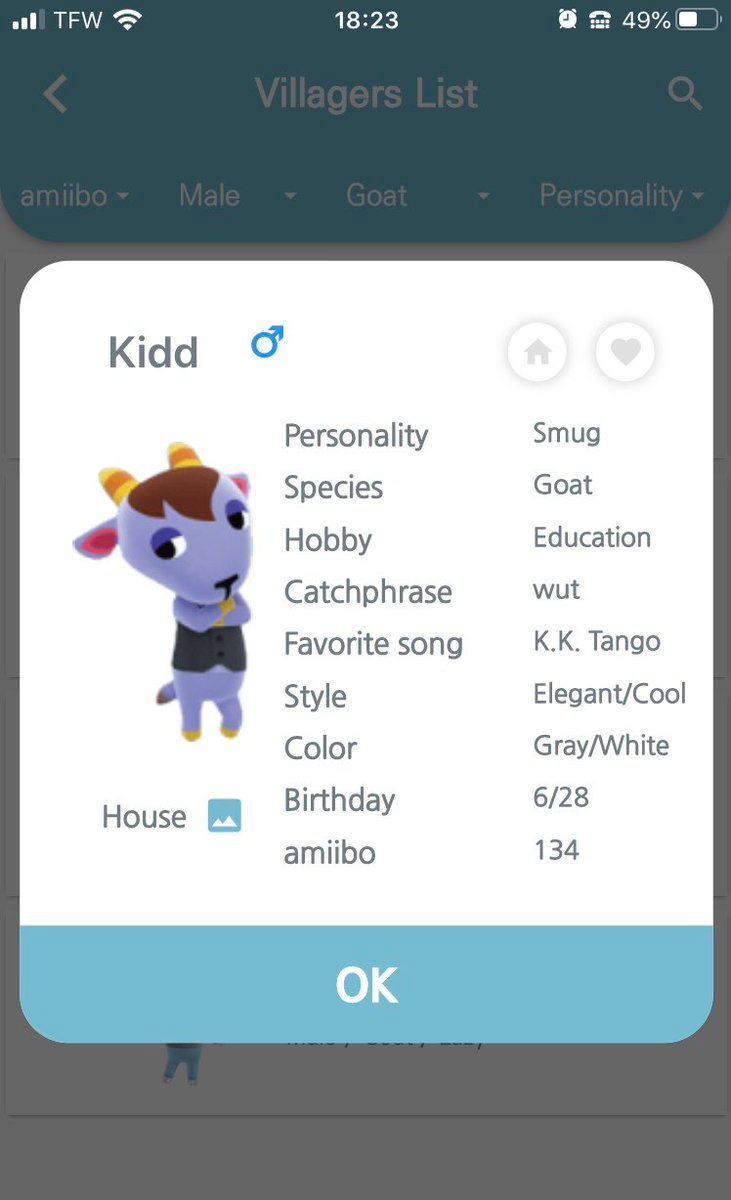 TFW 18:23 49%
Villagers List
amiibo Male Goat Personality
Kidd
Personality Smug
Species Goat
Hobby Education
Catchphrase wut
Favorite song K.K. Tango
Style Elegant/Cool
Color Gray/White
Birthday 6/28
amiibo 134
House
OK